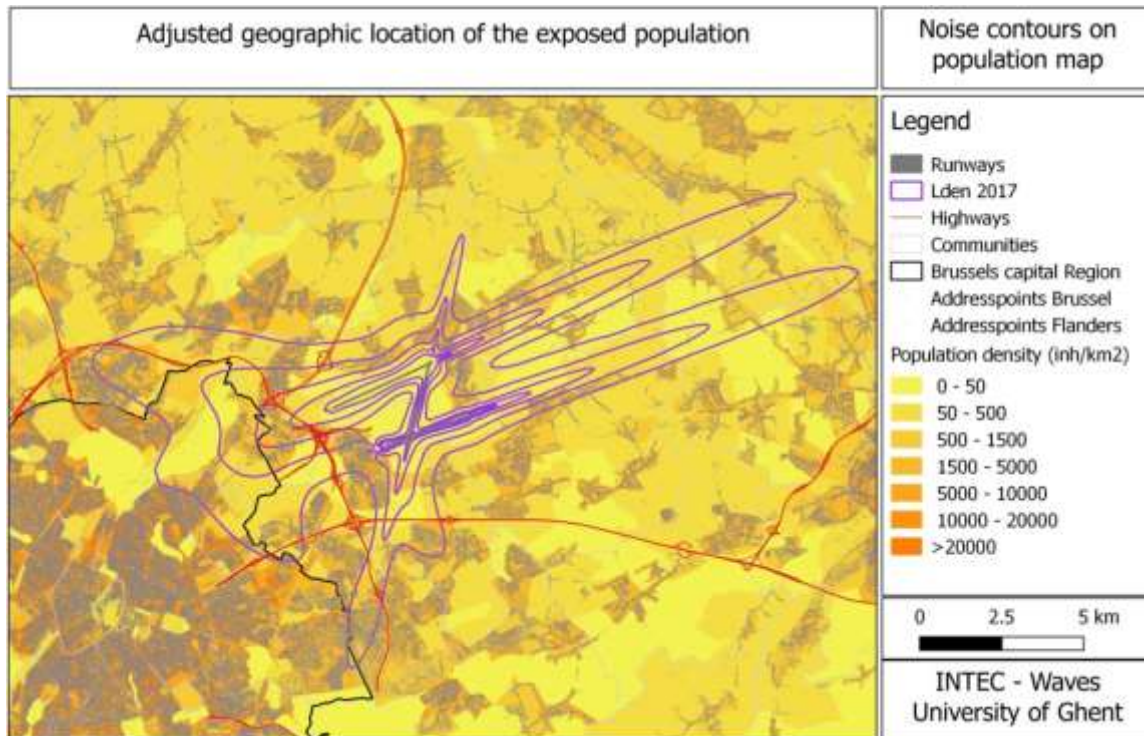 Adjusted geographic location of the exposed population
Noise contours on
population map
Legend
Runways
Lden 2017
Highways
Communities
Brussels capital Region
Addresspoints Brussel
Addresspoints Flanders
Population density (inh/km2)
0 - 50
50 - 500
500 - 1500
1500 - 5000
5000 - 10000
10000 - 20000
>20000
0 2.5 5 km
INTEC - Waves
University of Ghent